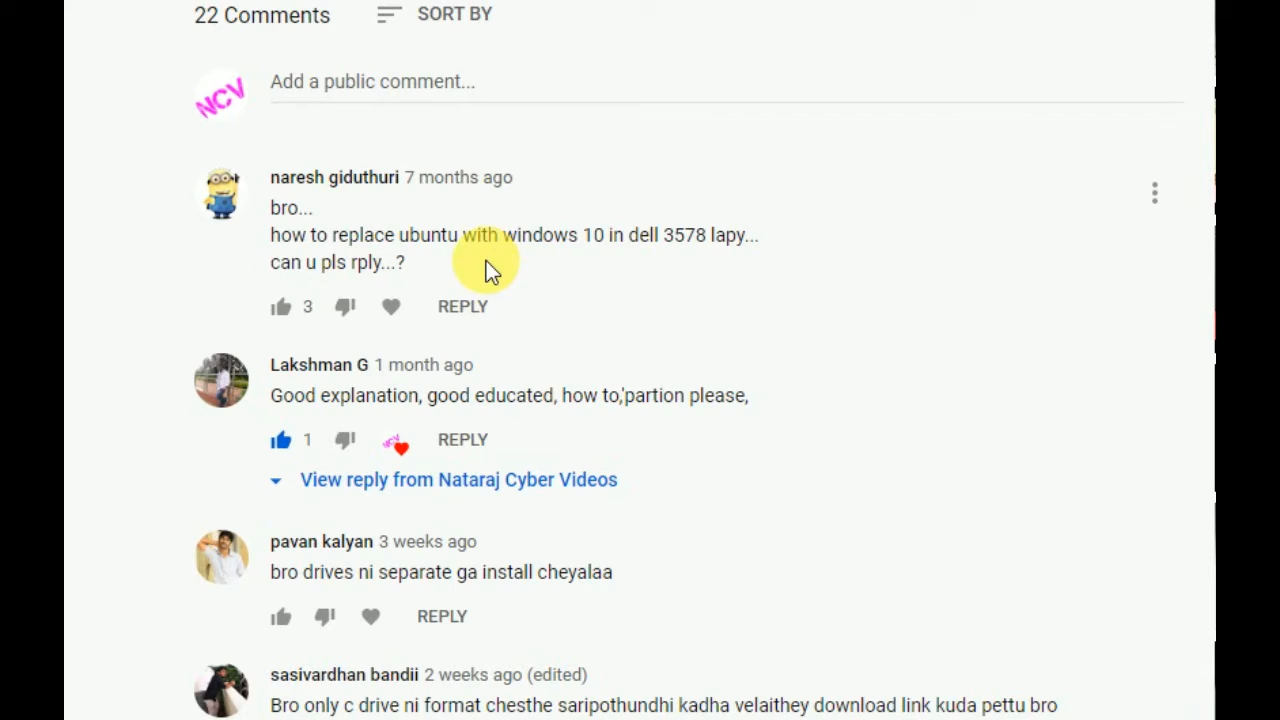 22 Comments SORT BY
NCV
Add a public comment...
naresh giduthuri 7 months ago
bro...
how to replace ubuntu with windows 10 in dell 3578 lapy...
can u pls rply...?
3 REPLY
Lakshman G 1 month ago
Good explanation, good educated, how to,'partion please,
1 NCV REPLY
View reply from Nataraj Cyber Videos
pavan kalyan 3 weeks ago
bro drives ni separate ga install cheyalaa
REPLY
sasivardhan bandii 2 weeks ago (edited)
Bro only c drive ni format chesthe saripothundhi kadha velaithey download link kuda pettu bro